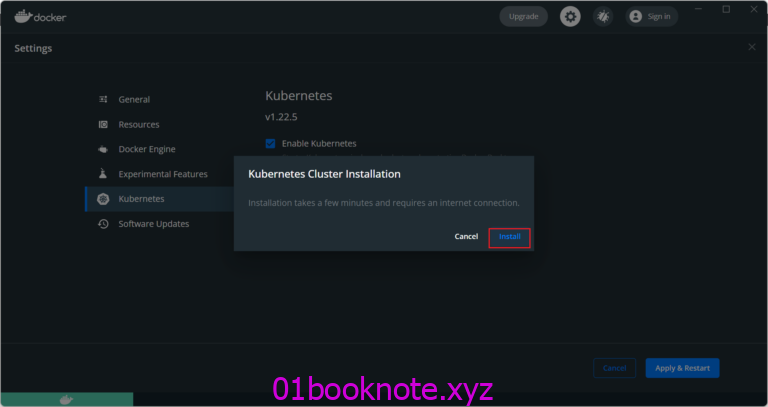 docker
Upgrade
Sign in
Settings
General
Resources
Docker Engine
Experimental Features
Kubernetes
Software Updates
Kubernetes
v1.22.5
Enable Kubernetes
Kubernetes Cluster Installation
Installation takes a few minutes and requires an internet connection.
Cancel
Install
Cancel
Apply & Restart
01booknote.xyz